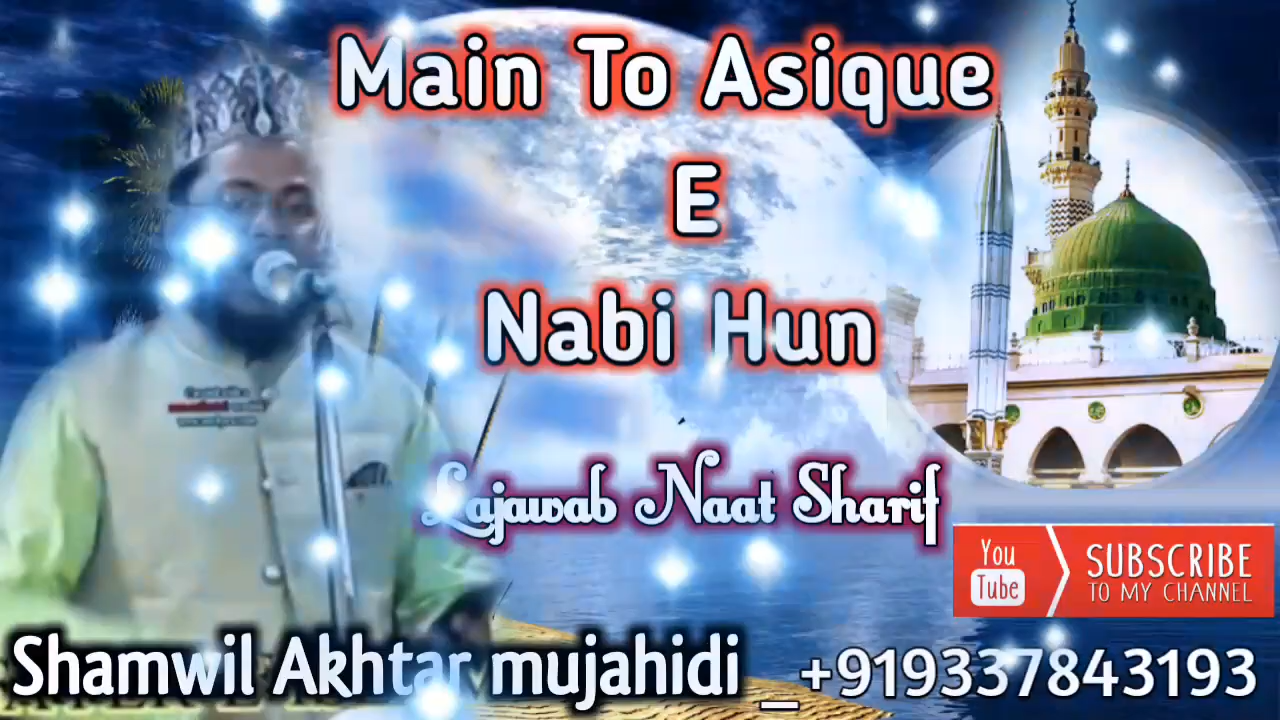 Main To Asique
E
Nabi Hun
Lajawab Naat Sharif
You
Tube
SUBSCRIBE
TO MY CHANNEL
Shamwil Akhtar mujahidi _+919337843193